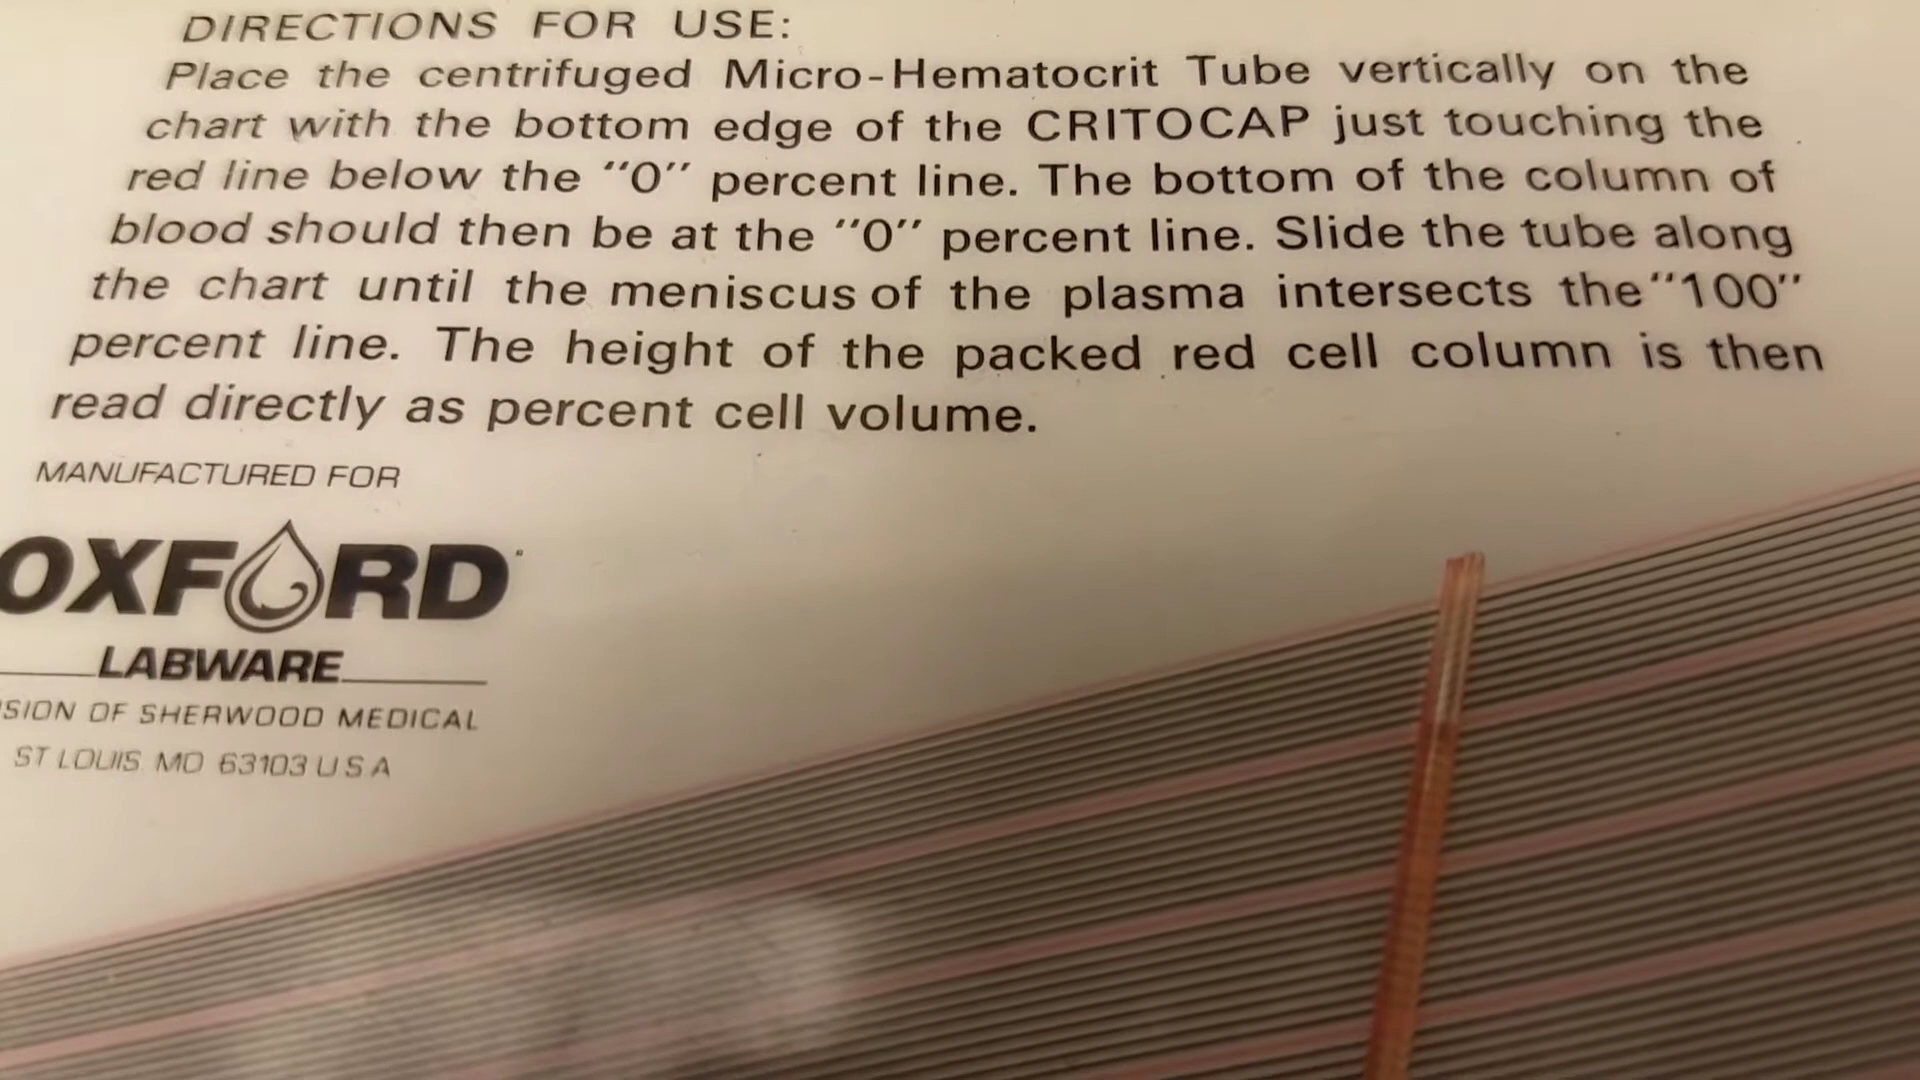 DIRECTIONS FOR USE:
Place the centrifuged Micro-Hematocrit Tube vertically on the
chart with the bottom edge of the CRITOCAP just touching the
red line below the "0" percent line. The bottom of the column of
blood should then be at the "0" percent line. Slide the tube along
the chart until the meniscus of the plasma intersects the "100"
percent line. The height of the packed red cell column is then
read directly as percent cell volume.
MANUFACTURED FOR
OXFORD
LABWARE
OF SHERWOOD MEDICAL
ST LOUIS MO 63103 USA